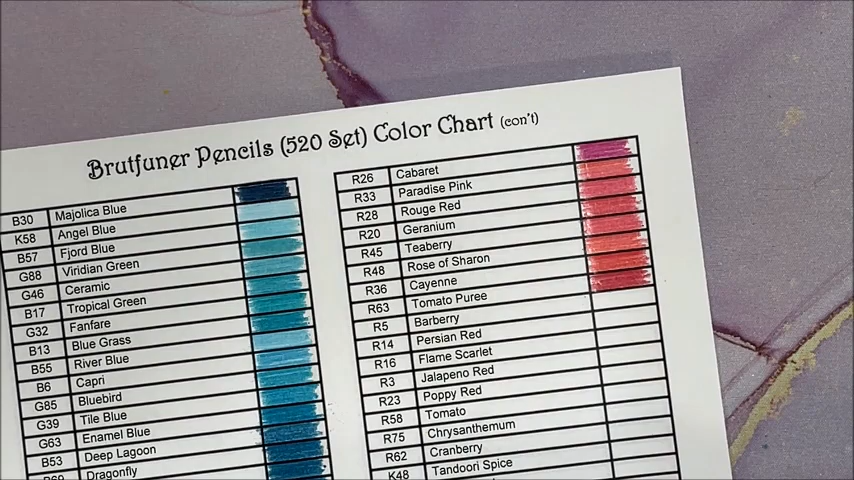 Brutfuner Pencils (520 Set) Color Chart (con't)
B30 Majolica Blue
K58 Angel Blue
B57 Fjord Blue
G88 Viridian Green
G46 Ceramic
B17 Tropical Green
G32 Fanfare
B13 Blue Grass
B55 River Blue
B6 Capri
G85 Bluebird
G39 Tile Blue
G63 Enamel Blue
B53 Deep Lagoon
Dragonfly
R26 Cabaret
R33 Paradise Pink
R28 Rouge Red
R20 Geranium
R45 Teaberry
R48 Rose of Sharon
R36 Cayenne
R63 Tomato Puree
R5 Barberry
R14 Persian Red
R16 Flame Scarlet
R3 Jalapeno Red
R23 Poppy Red
R58 Tomato
R75 Chrysanthemum
R62 Cranberry
K48 Tandoori Spice